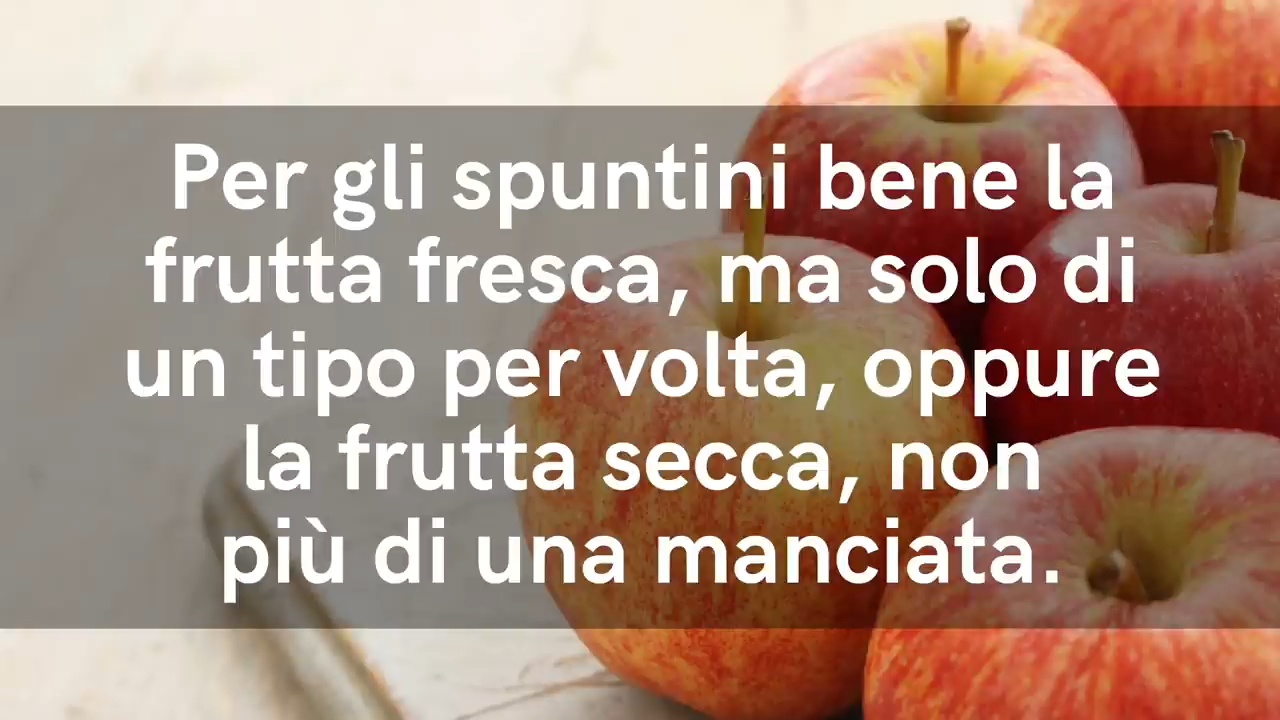 Per gli spuntini bene la
frutta fresca, ma solo di
un tipo per volta, oppure
la frutta secca, non
più di una manciata.